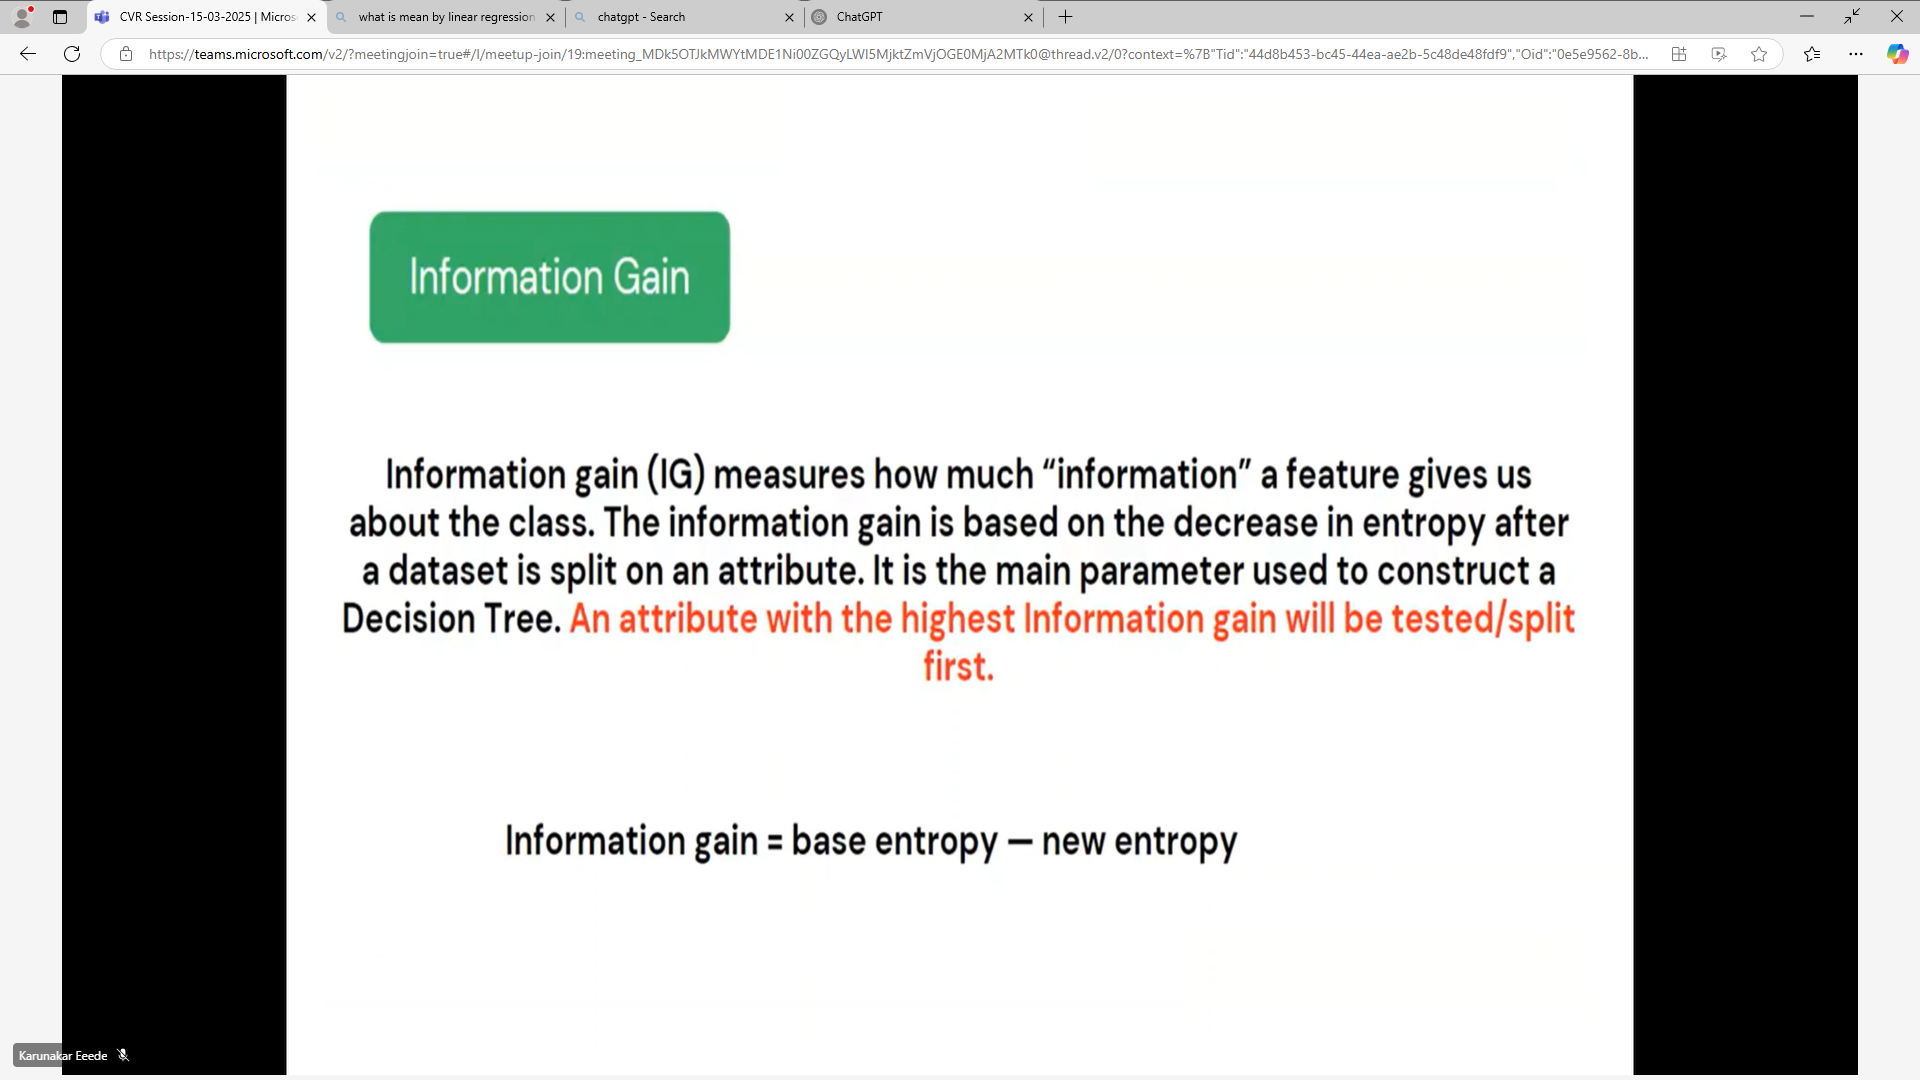 CVR Session-15-03-2025 | Micros
what is mean by linear regression
chatgpt - Search
ChatGPT
https://teams.microsoft.com/v2/?meetingjoin=true#/l/meetup-join/19:meeting_MDk5OTJkMWYtMDE1Ni00ZGQyLWI5MjktZmVjOGE0MjA2MTk0@thread.v2/0?context=%7B"Tid":"44d8b453-bc45-44ea-ae2b-5c48de48fdf9","Oid":"0e5e9562-8b...
Information Gain
Information gain (IG) measures how much “information” a feature gives us
about the class. The information gain is based on the decrease in entropy after
a dataset is split on an attribute. It is the main parameter used to construct a
Decision Tree. An attribute with the highest Information gain will be tested/split
first.
Information gain = base entropy — new entropy
Karunakar Eeede